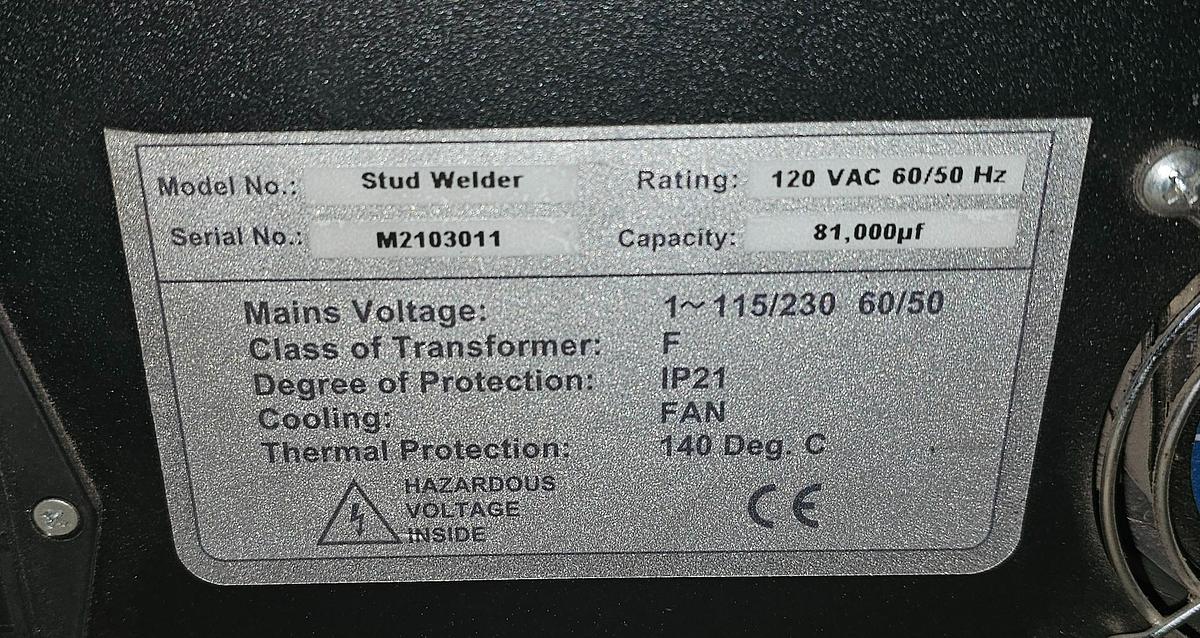 Model No.: Stud Welder Rating: 120 VAC 60/50 Hz
Serial No.: M2103011 Capacity: 81,000µf
Mains Voltage: 1~ 115/230 60/50
Class of Transformer: F
Degree of Protection: IP21
Cooling: FAN
Thermal Protection: 140 Deg. C
HAZARDOUS
VOLTAGE
INSIDE
CE